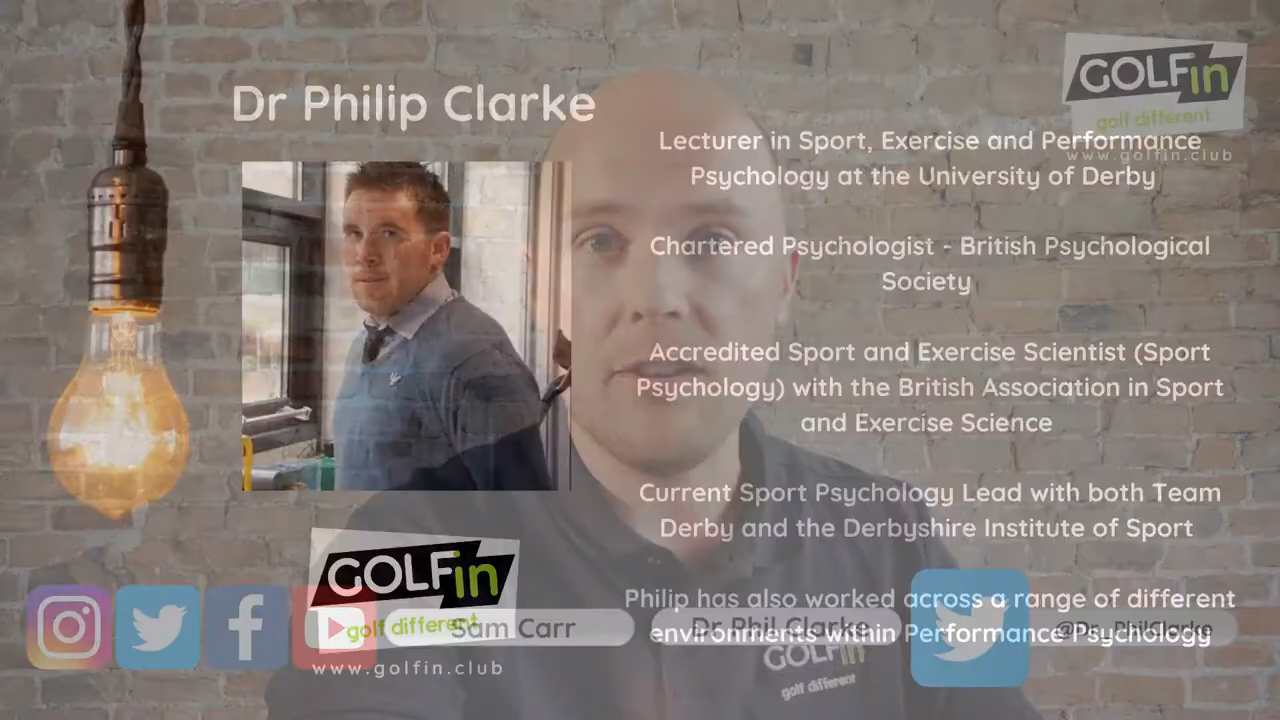 Dr Philip Clarke
GOLFin
golf different
www.golfin.club
Lecturer in Sport, Exercise and Performance
Psychology at the University of Derby
Chartered Psychologist - British Psychological
Society
Accredited Sport and Exercise Scientist (Sport
Psychology) with the British Association in Sport
and Exercise Science
Current Sport Psychology Lead with both Team
Derby and the Derbyshire Institute of Sport
Philip has also worked across a range of different
environments within Performance Psychology
GOLFin
golf different
www.golfin.club
Sam Carr
Dr Phil Clarke
@Dr_PhilClarke
GOLFin
golf different